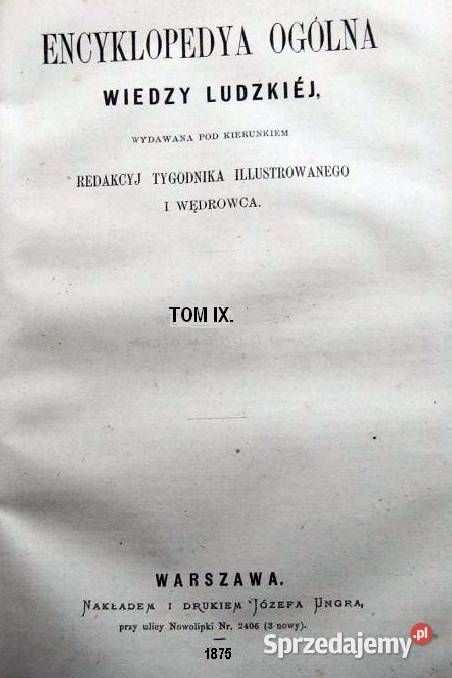 ENCYKLOPEDYA OGÓLNA
WIEDZY LUDZKIÉJ,
WYDAWANA POD KIERUNKIEM
REDAKCYJ TYGODNIKA ILLUSTROWANEGO
I WĘDROWCA.
TOM IX.
WARSZAWA.
NAKŁADEM I DRUKIEM JÓZEFA UNGRA,
przy ulicy Nowolipki Nr. 2406 (3 nowy).
1875
Sprzedajemy.pl